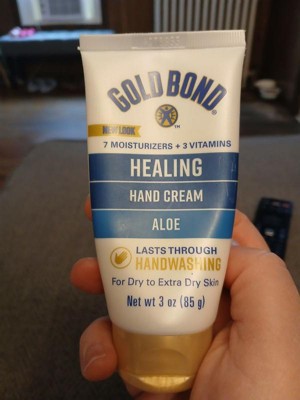 GOLD BOND®
NEW LOOK
™
7 MOISTURIZERS + 3 VITAMINS
HEALING
HAND CREAM
ALOE
LASTS THROUGH
HANDWASHING
For Dry to Extra Dry Skin
Net wt 3 oz (85 g)